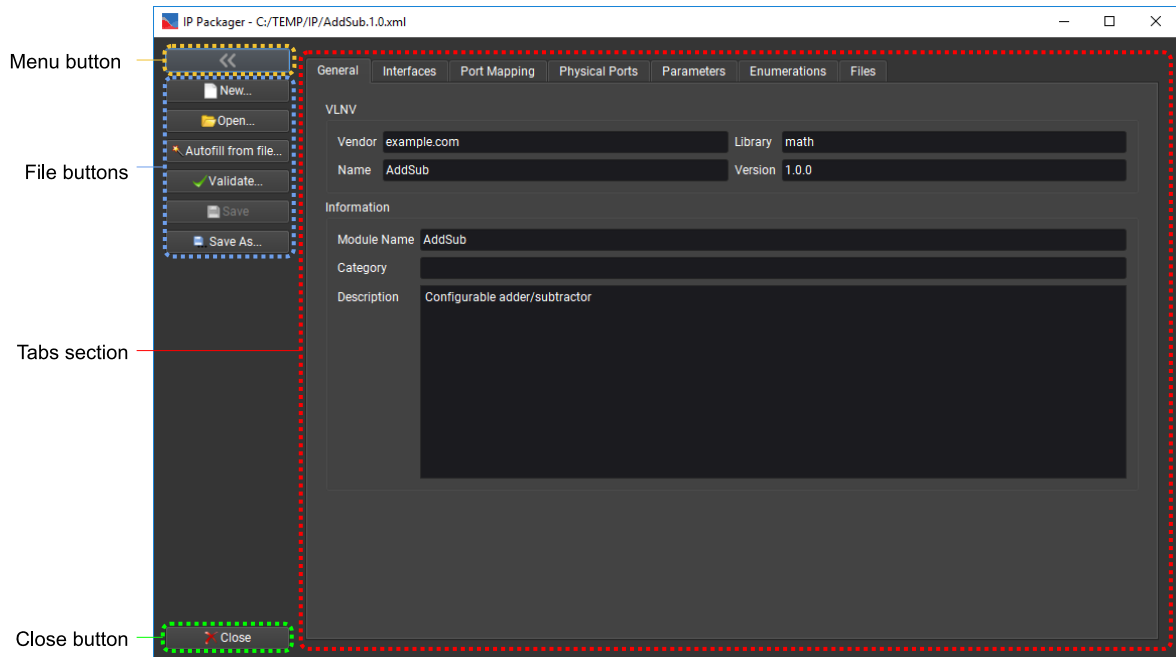 IP Packager - C:/TEMP/IP/AddSub.1.0.xml
Menu button
File buttons
Tabs section
Close button
New...
Open...
Autofill from file...
Validate...
Save
Save As...
Close
General Interfaces Port Mapping Physical Ports Parameters Enumerations Files
VLNV
Vendor example.com Library math
Name AddSub Version 1.0.0
Information
Module Name AddSub
Category
Description Configurable adder/subtractor